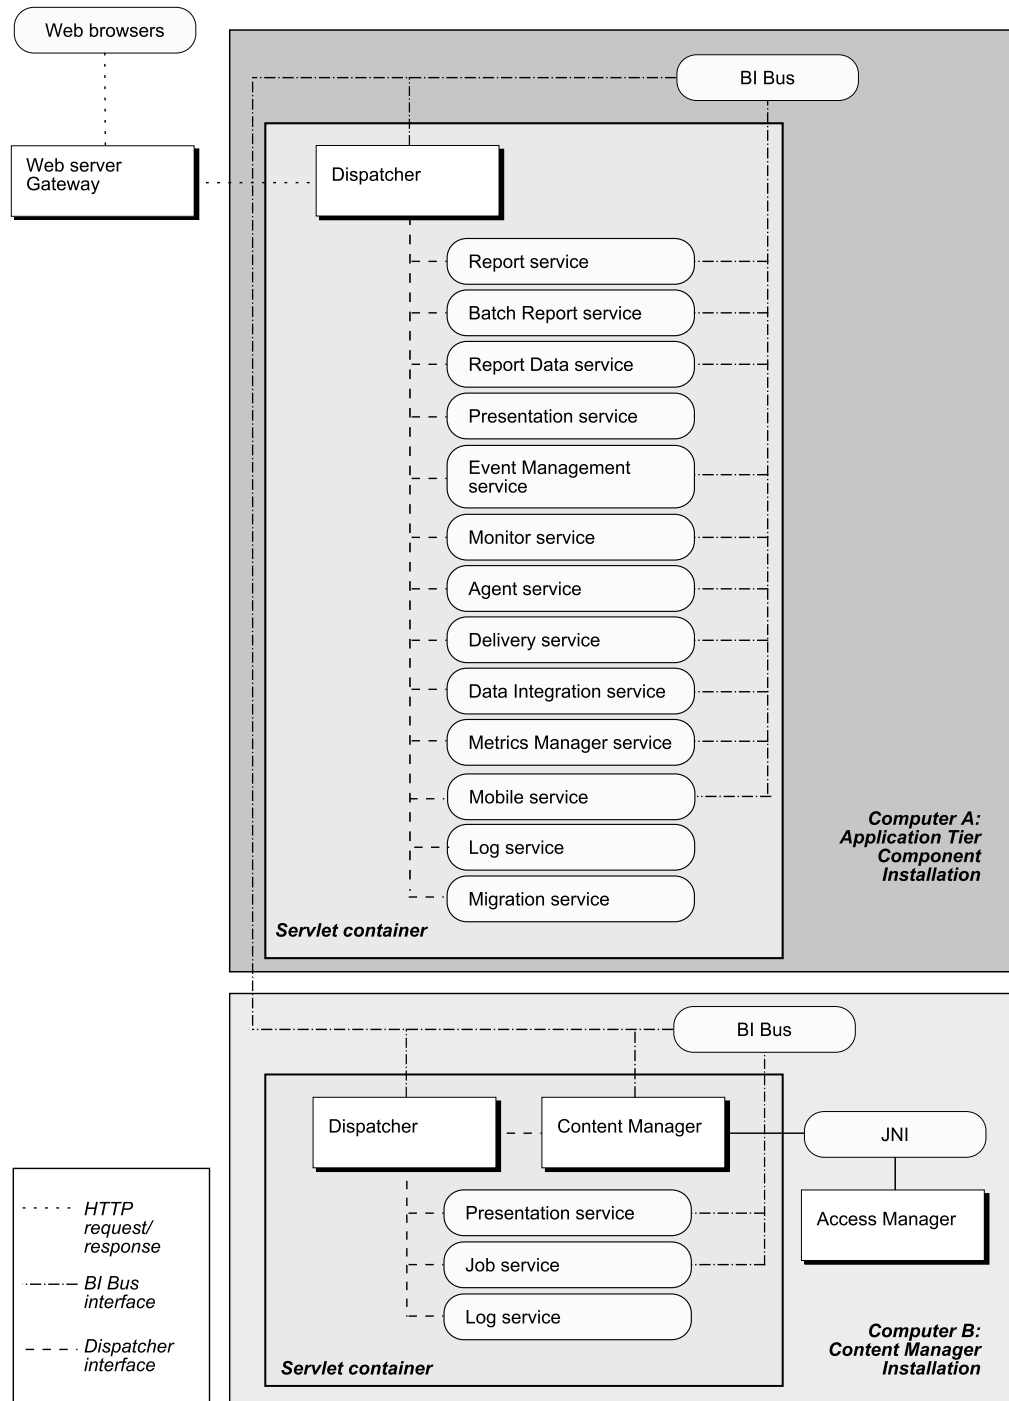 Web browsers
BI Bus
Web server
Gateway
Dispatcher
Report service
Batch Report service
Report Data service
Presentation service
Event Management
service
Monitor service
Agent service
Delivery service
Data Integration service
Metrics Manager service
Mobile service
Log service
Migration service
Computer A:
Application Tier
Component
Installation
Servlet container
BI Bus
Dispatcher
Content Manager
JNI
Access Manager
Presentation service
Job service
Log service
Servlet container
Computer B:
Content Manager
Installation
HTTP
request/
response
BI Bus
interface
Dispatcher
interface